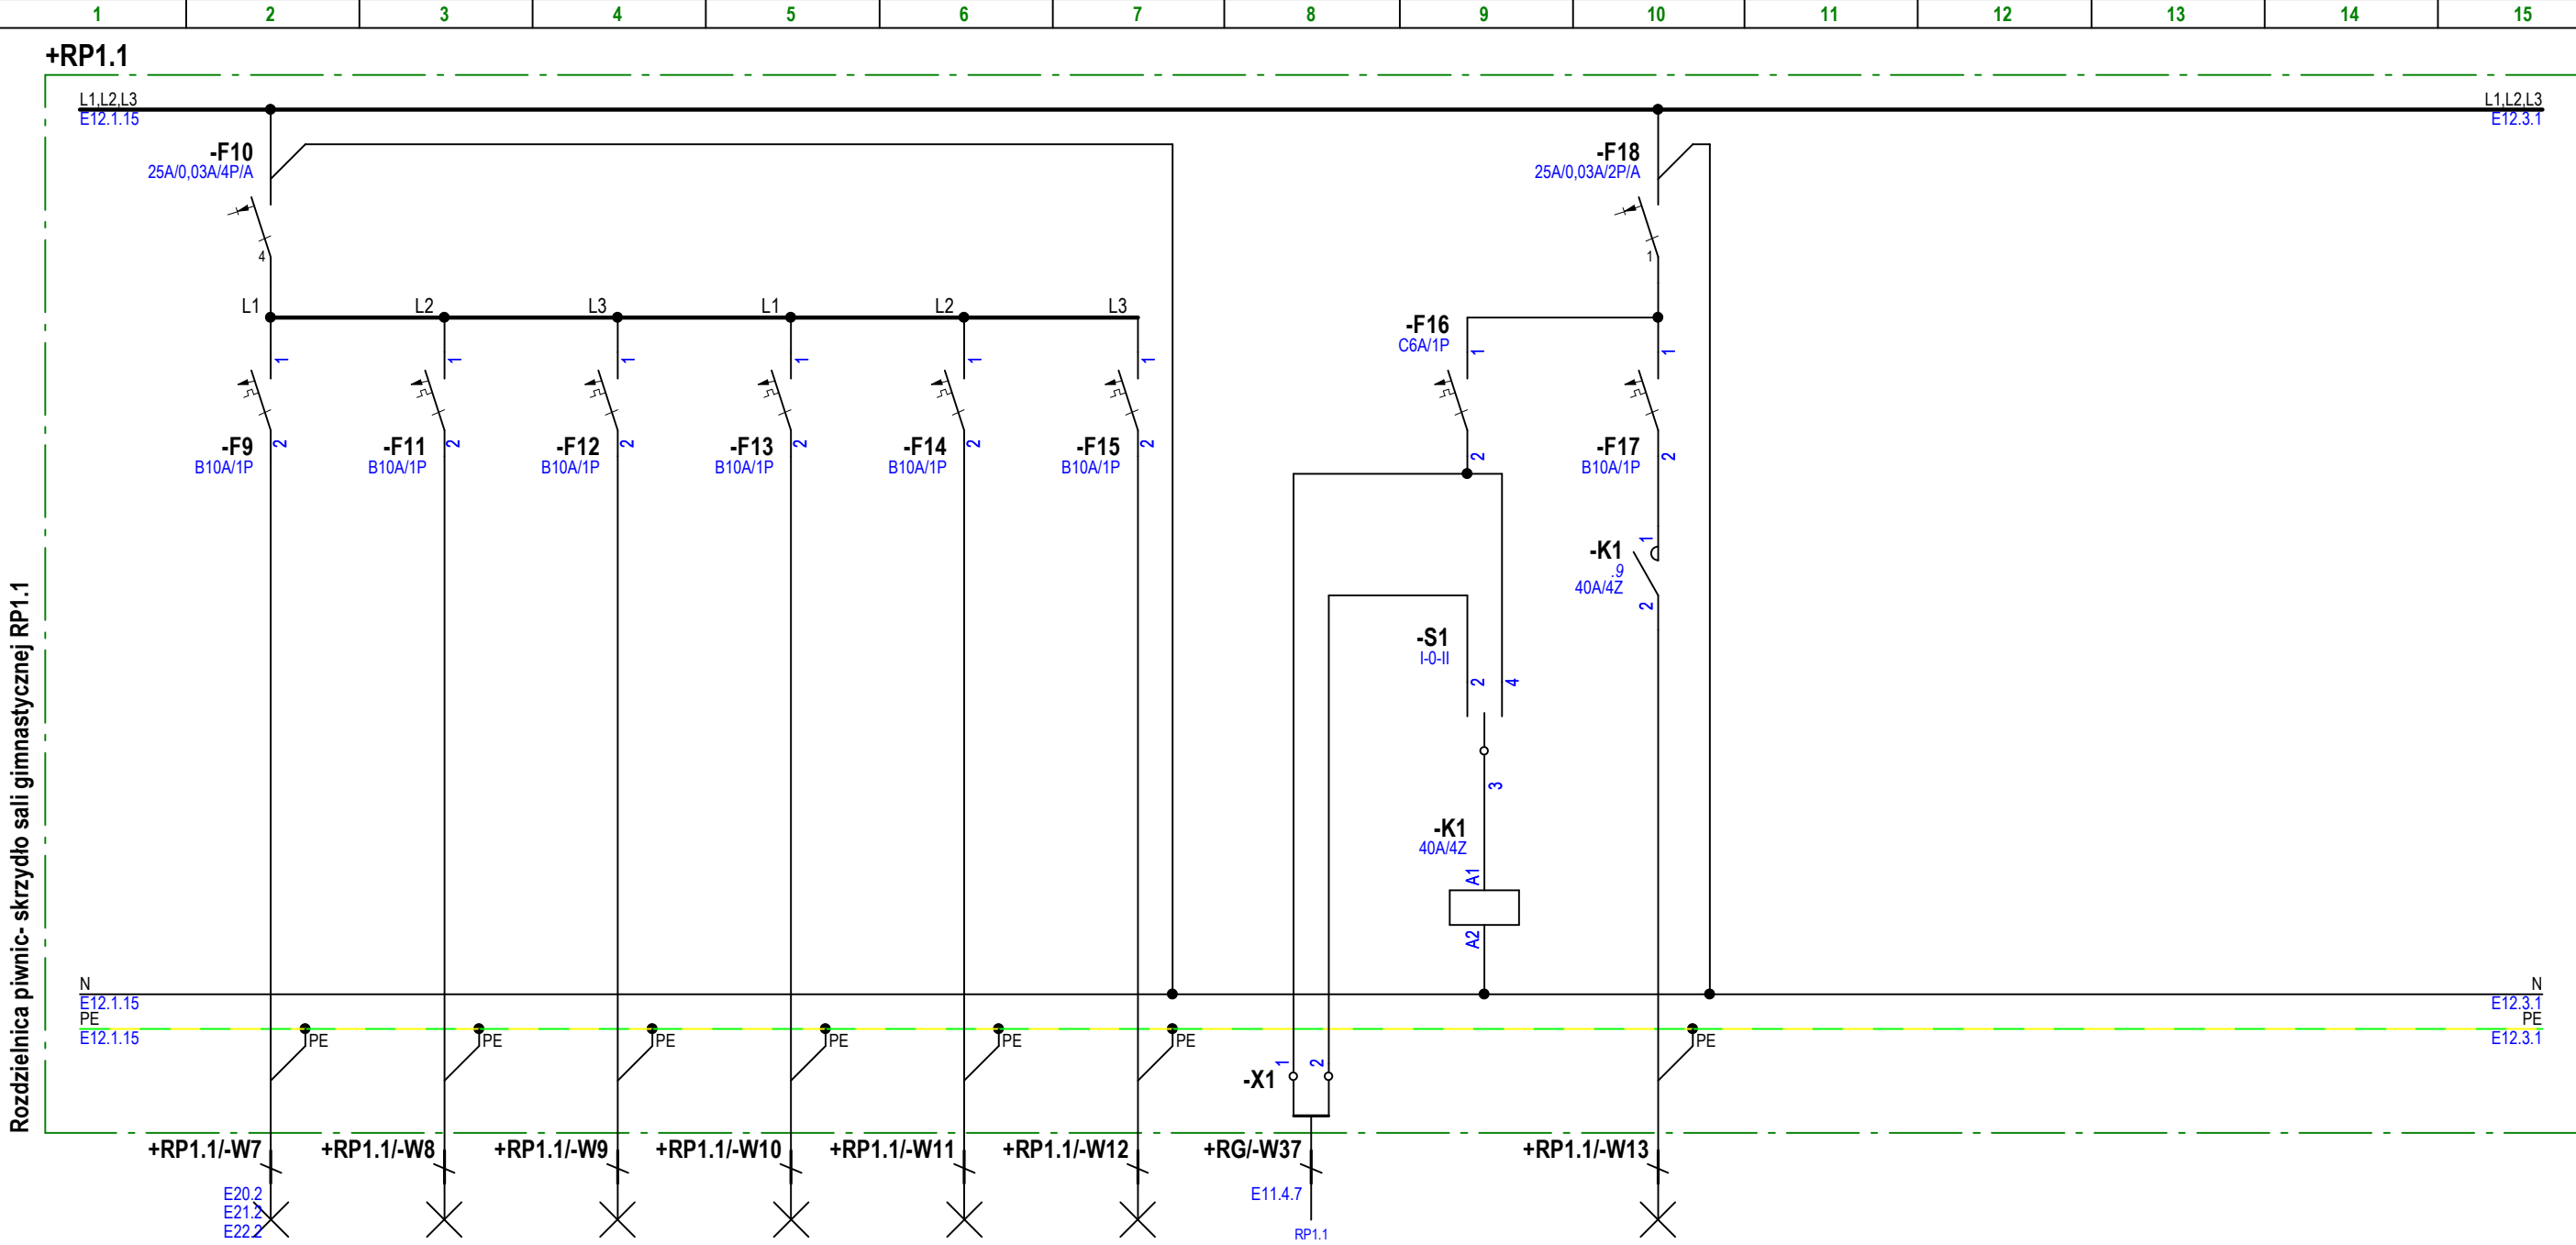 1 2 3 4 5 6 7 8 9 10 11 12 13 14 15
+RP1.1
L1,L2,L3 L1,L2,L3
E12.1.15 E12.3.1
-F10 -F18
25A/0,03A/4P/A 25A/0,03A/2P/A
4 1
L1 L2 L3 L1 L2 L3
-F16
C6A/1P
1 1 1 1 1 1 1 1
2 2 2 2 2 2 2 2
-F9 -F11 -F12 -F13 -F14 -F15 -F17
B10A/1P B10A/1P B10A/1P B10A/1P B10A/1P B10A/1P B10A/1P
1
-K1
.9
40A/4Z
2
-S1
I-0-II
2 4
3
-K1
40A/4Z
A1
A2
Rozdzielnica piwnic- skrzydło sali gimnastycznej RP1.1
N N
E12.1.15 E12.3.1
PE PE
E12.1.15 E12.3.1
PE PE PE PE PE PE PE
1 2
-X1
+RP1.1/-W7 +RP1.1/-W8 +RP1.1/-W9 +RP1.1/-W10 +RP1.1/-W11 +RP1.1/-W12 +RG/-W37 +RP1.1/-W13
E20.2 E11.4.7
E21.2
E22.2 RP1.1